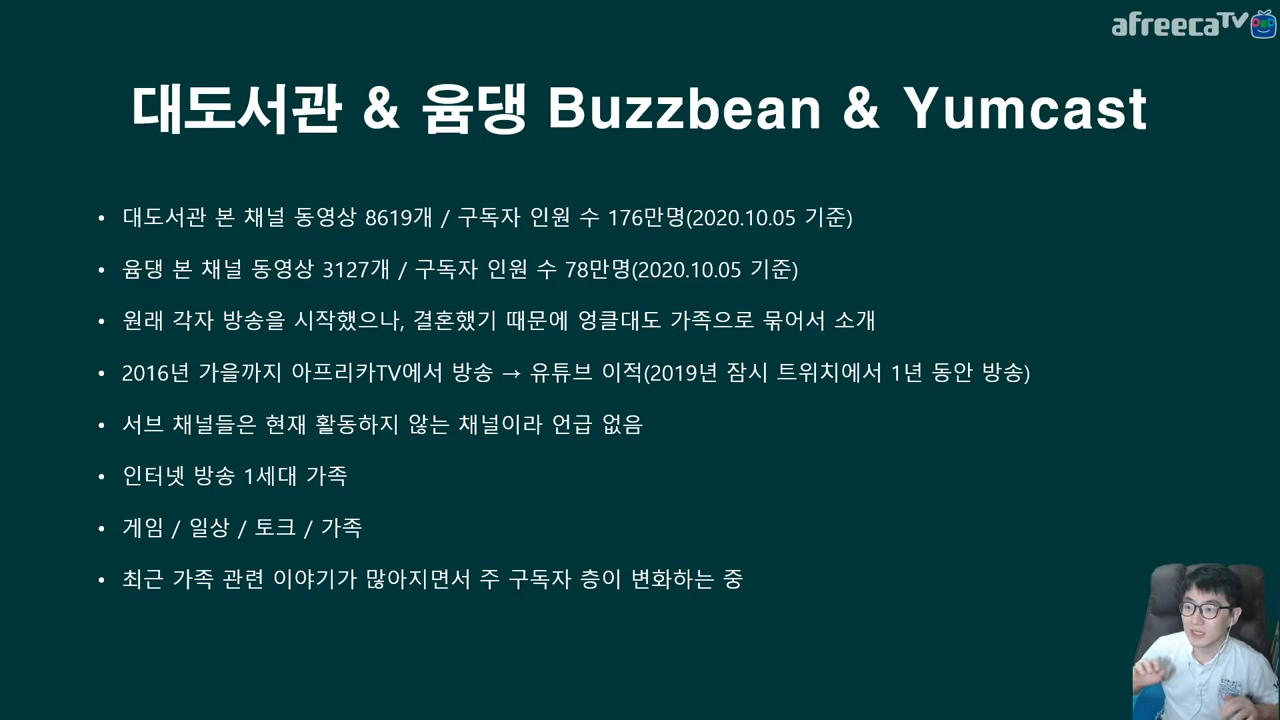 afreecaTV
대도서관 & 윰댕 Buzzbean & Yumcast
• 대도서관 본 채널 동영상 8619개 / 구독자 인원 수 176만명(2020.10.05 기준)
• 윰댕 본 채널 동영상 3127개 / 구독자 인원 수 78만명(2020.10.05 기준)
• 원래 각자 방송을 시작했으나, 결혼했기 때문에 엉클대도 가족으로 묶어서 소개
• 2016년 가을까지 아프리카TV에서 방송 → 유튜브 이적(2019년 잠시 트위치에서 1년 동안 방송)
• 서브 채널들은 현재 활동하지 않는 채널이라 언급 없음
• 인터넷 방송 1세대 가족
• 게임 / 일상 / 토크 / 가족
• 최근 가족 관련 이야기가 많아지면서 주 구독자 층이 변화하는 중